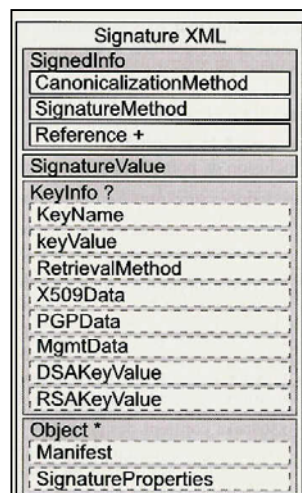 Signature XML
SignedInfo
CanonicalizationMethod
SignatureMethod
Reference +
SignatureValue
KeyInfo ?
KeyName
keyValue
RetrievalMethod
X509Data
PGPData
MgmtData
DSAKeyValue
RSAKeyValue
Object *
Manifest
SignatureProperties